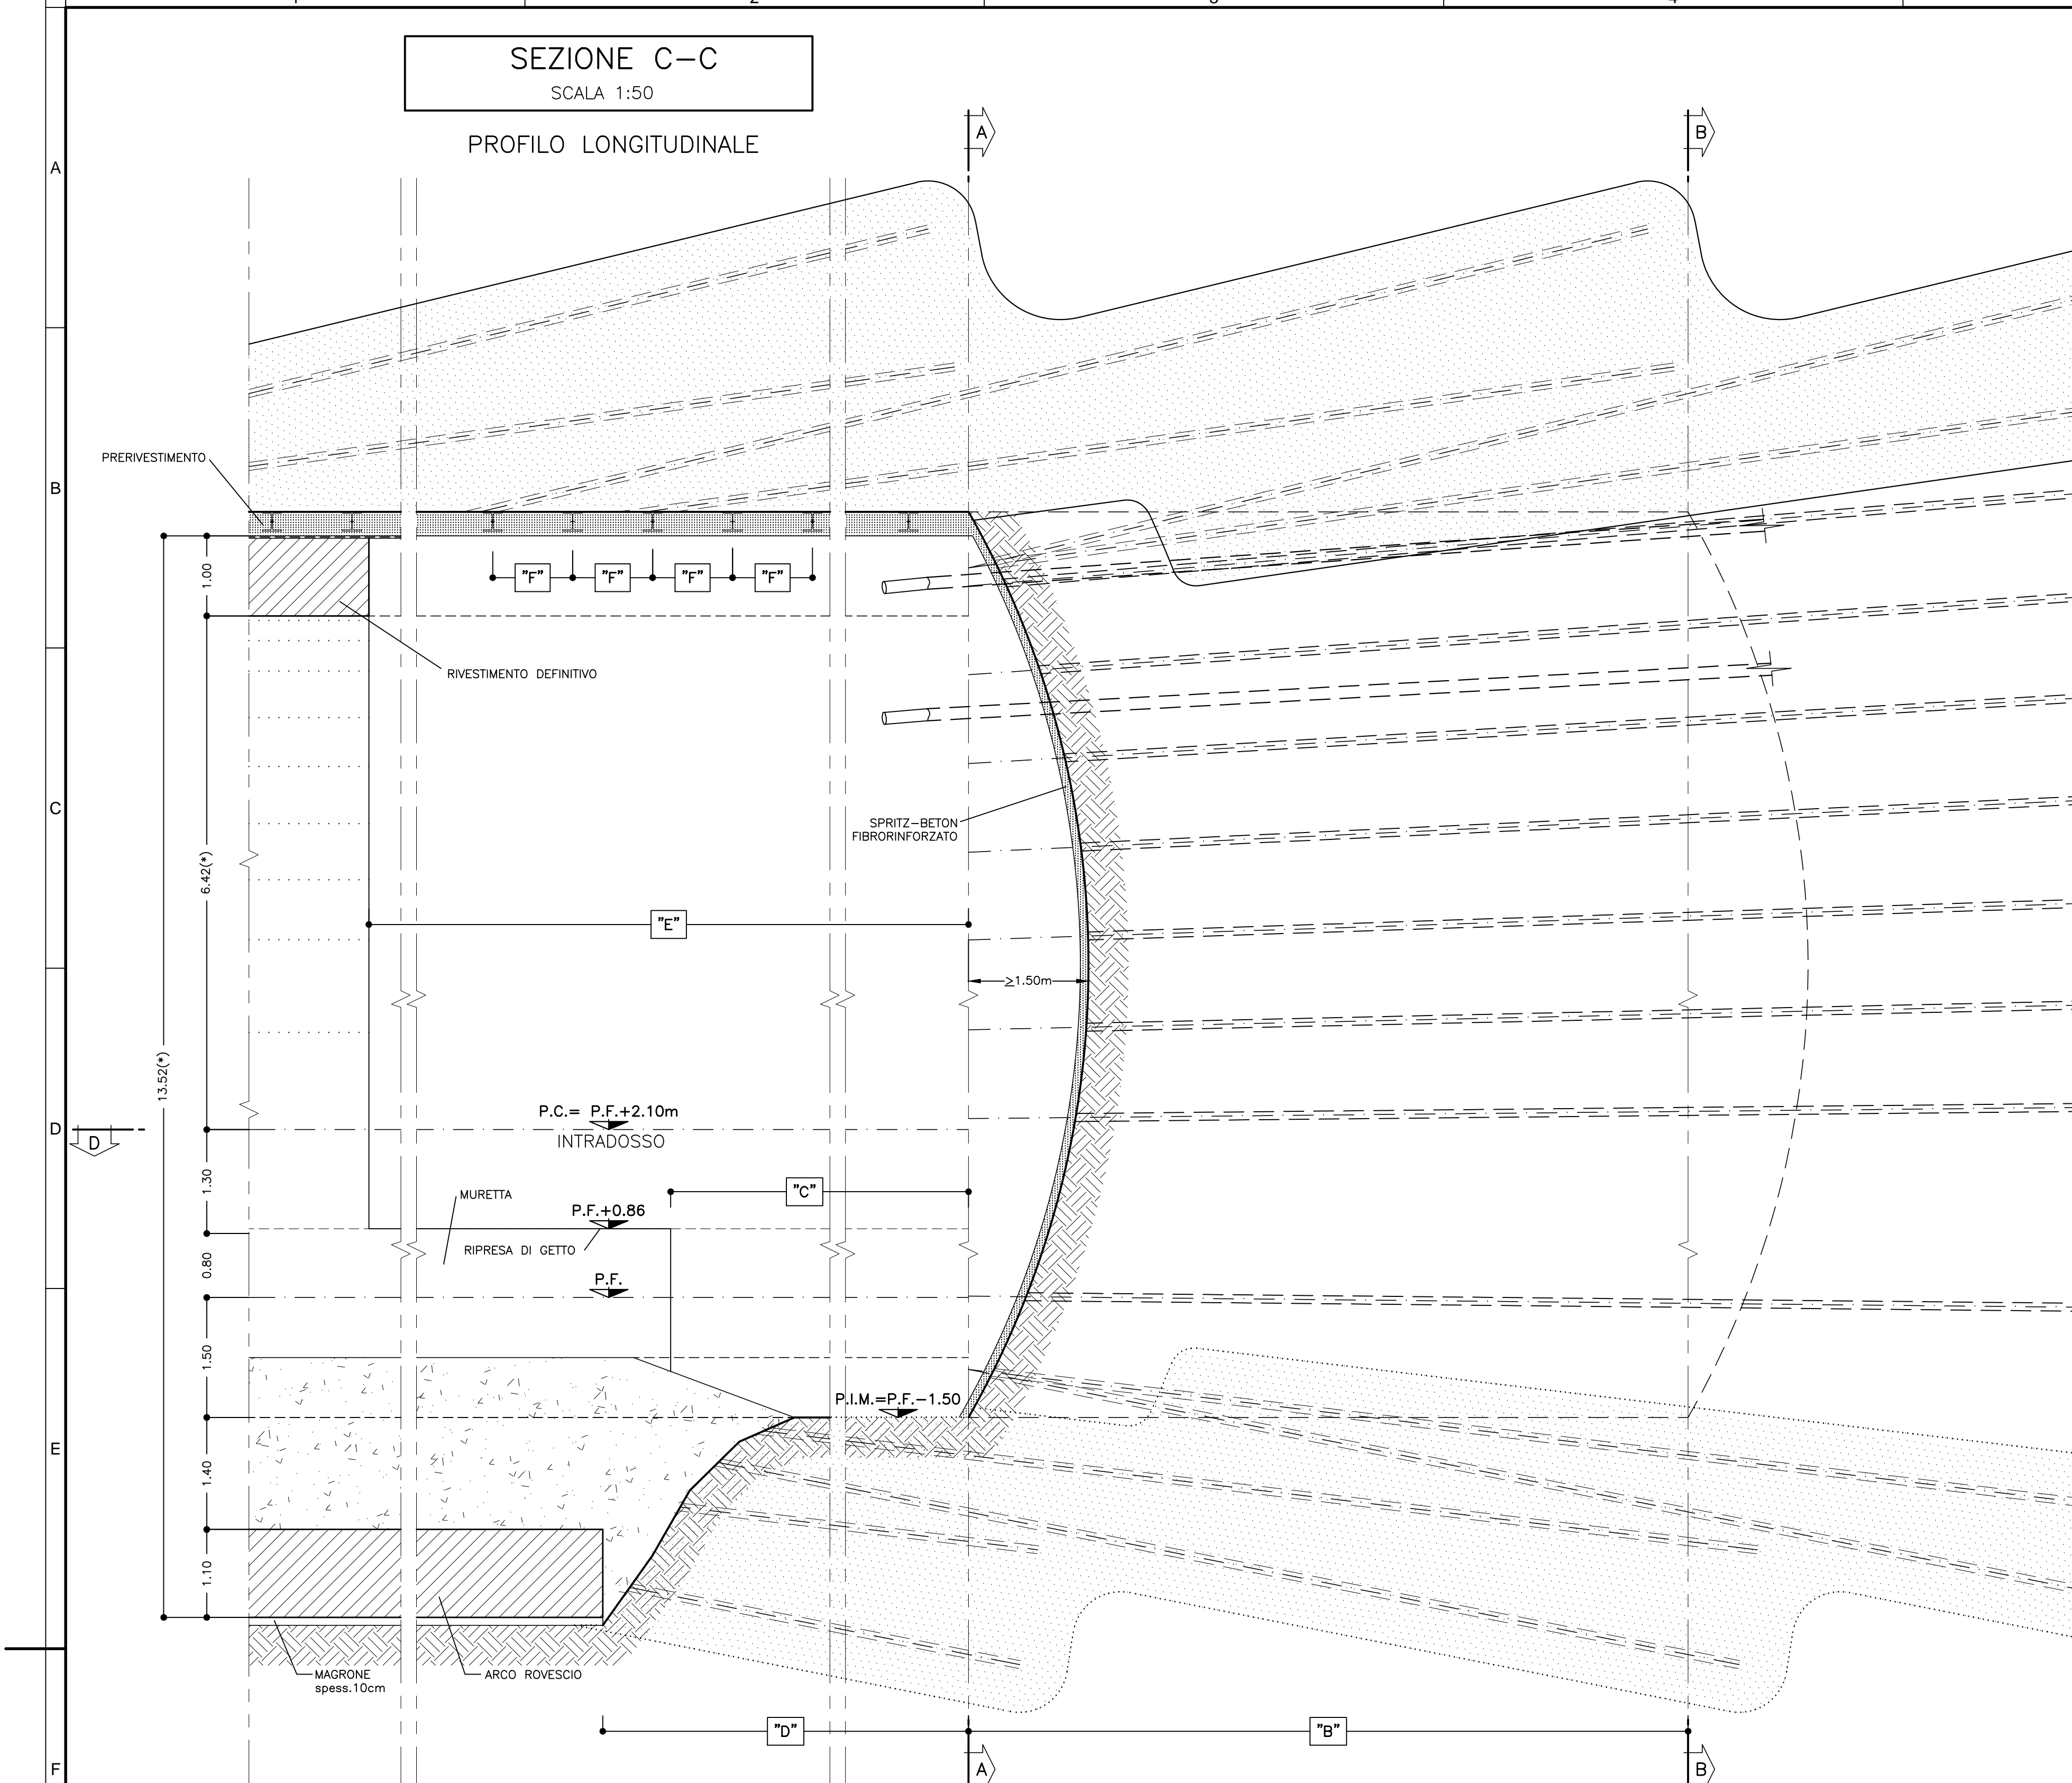 SEZIONE C-C
SCALA 1:50
PROFILO LONGITUDINALE
A
B
A
PRERIVESTIMENTO
B
1.00
"F"
"F"
"F"
"F"
RIVESTIMENTO DEFINITIVO
C
SPRITZ-BETON
FIBRORINFORZATO
6.42(*)
"E"
≥1.50m
13.52(*)
P.C.= P.F.+2.10m
INTRADOSSO
D
D
1.30
MURETTA
"C"
P.F.+0.86
RIPRESA DI GETTO
0.80
P.F.
1.50
P.I.M.=P.F.-1.50
E
1.40
1.10
MAGRONE
spess.10cm
ARCO ROVESCIO
"D"
"B"
F
A
B